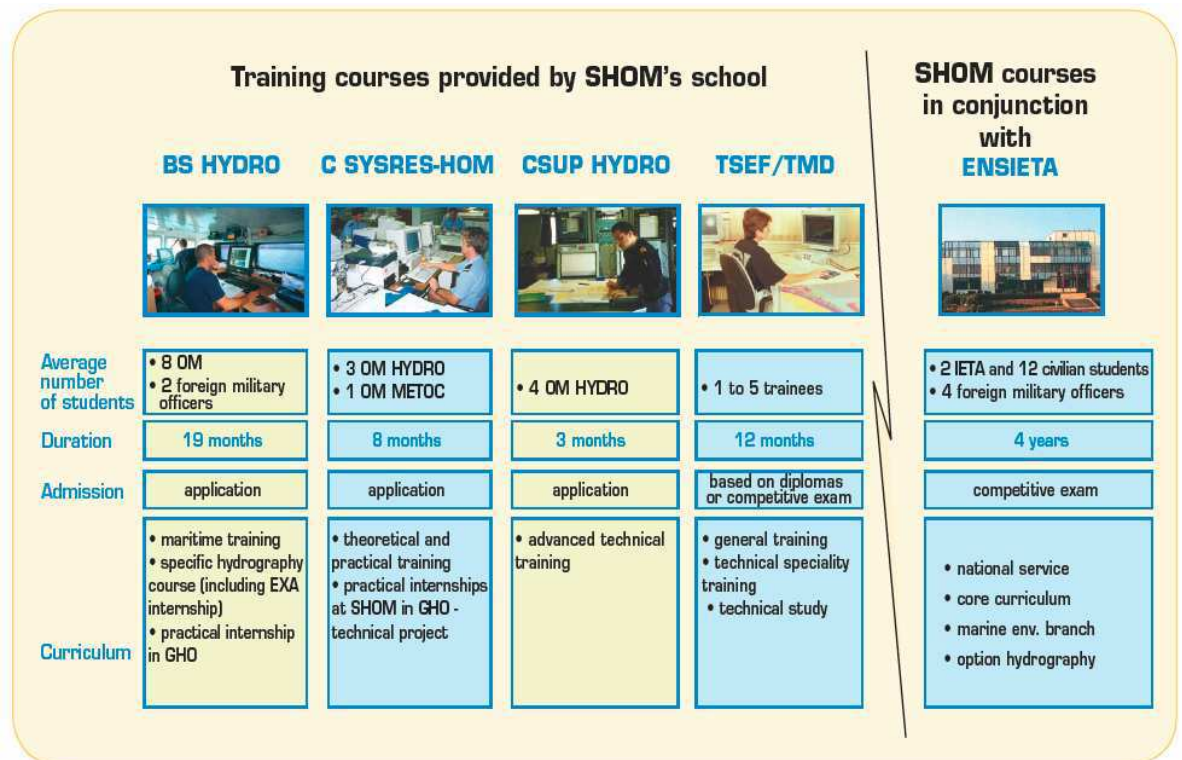 Training courses provided by SHOM's school
SHOM courses
in conjunction
with
ENSIETA
BS HYDRO
C SYSRES-HOM
CSUP HYDRO
TSEF/TMD
Average
number
of students
• 8 OM
• 2 foreign military
officers
• 3 OM HYDRO
• 1 OM METOC
• 4 OM HYDRO
• 1 to 5 trainees
• 2 IETA and 12 civilian students
• 4 foreign military officers
Duration
19 months
8 months
3 months
12 months
4 years
Admission
application
application
application
based on diplomas
or competitive exam
competitive exam
Curriculum
• maritime training
• specific hydrography
course (including EXA
internship)
• practical internship
in GHO
• theoretical and
practical training
• practical internships
at SHOM in GHO -
technical project
• advanced technical
training
• general training
• technical speciality
training
• technical study
• national service
• core curriculum
• marine env. branch
• option hydrography